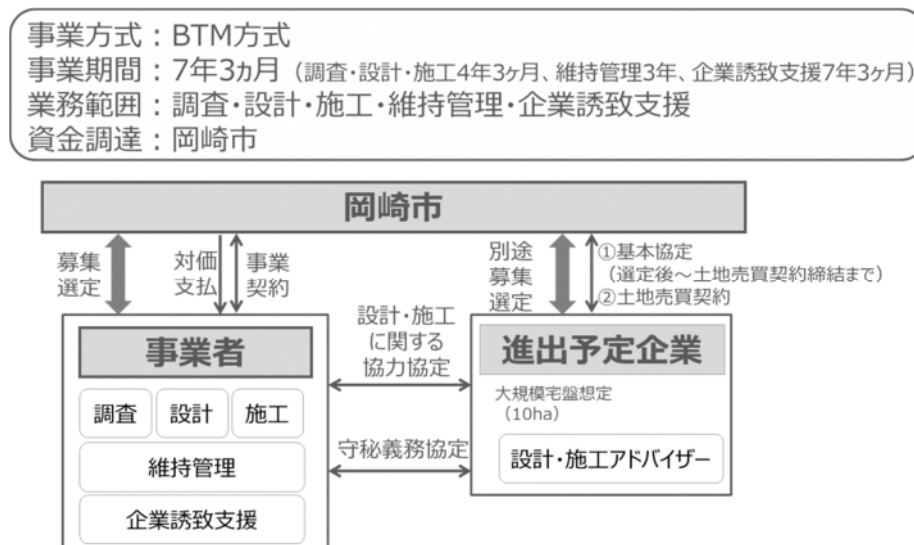 事業方式：BTM方式
事業期間：7年3ヵ月（調査・設計・施工4年3ヶ月、維持管理3年、企業誘致支援7年3ヶ月）
業務範囲：調査・設計・施工・維持管理・企業誘致支援
資金調達：岡崎市
岡崎市
募集
選定
対価
支払
事業
契約
別途
募集
選定
①基本協定
（選定後～土地売買契約締結まで）
②土地売買契約
事業者
調査
設計
施工
維持管理
企業誘致支援
設計・施工
に関する
協力協定
守秘義務協定
進出予定企業
大規模宅盤想定
（10ha）
設計・施工アドバイザー